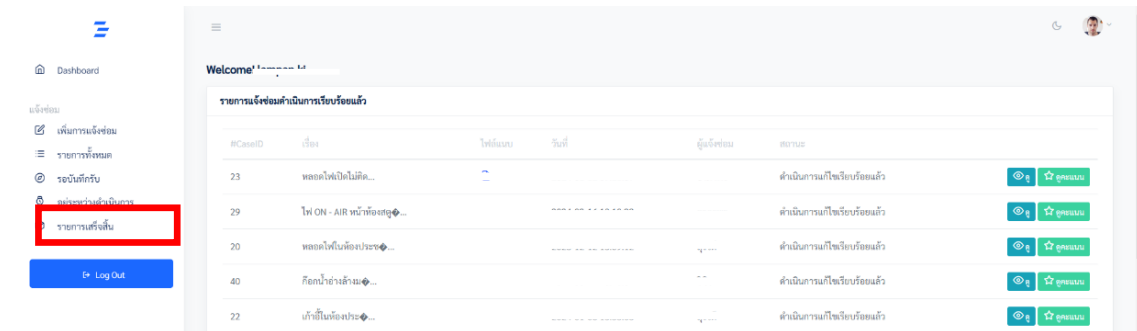 Dashboard
Welcome
แจ้งซ่อม
เพิ่มการแจ้งซ่อม
รายการทั้งหมด
รอบันทึกรับ
อยู่ระหว่างดำเนินการ
รายการเสร็จสิ้น
Log Out
รายการแจ้งซ่อมดำเนินการเรียบร้อยแล้ว
#CaseID เรื่อง ไฟล์แนบ วันที่ ผู้แจ้งซ่อม สถานะ
23 หลอดไฟเปิดไม่ติด... ดำเนินการแก้ไขเรียบร้อยแล้ว ดู ดูคะแนน
29 ไฟ ON - AIR หน้าห้องสตู�... ดำเนินการแก้ไขเรียบร้อยแล้ว ดู ดูคะแนน
20 หลอดไฟในห้องประช�... ดำเนินการแก้ไขเรียบร้อยแล้ว ดู ดูคะแนน
40 ก๊อกน้ำอ่างล้างม�... ดำเนินการแก้ไขเรียบร้อยแล้ว ดู ดูคะแนน
22 เก้าอี้ในห้องประ�... ดำเนินการแก้ไขเรียบร้อยแล้ว ดู ดูคะแนน